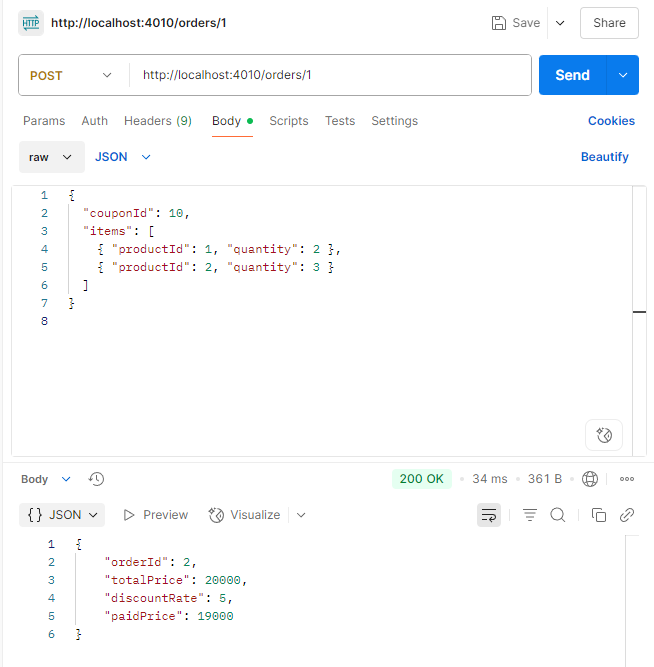 HTTP http://localhost:4010/orders/1 Save Share
POST http://localhost:4010/orders/1 Send
Params Auth Headers (9) Body Scripts Tests Settings Cookies
raw JSON Beautify
1 {
2 "couponId": 10,
3 "items": [
4 { "productId": 1, "quantity": 2 },
5 { "productId": 2, "quantity": 3 }
6 ]
7 }
8
Body 200 OK 34 ms 361 B
{} JSON Preview Visualize
1 {
2 "orderId": 2,
3 "totalPrice": 20000,
4 "discountRate": 5,
5 "paidPrice": 19000
6 }